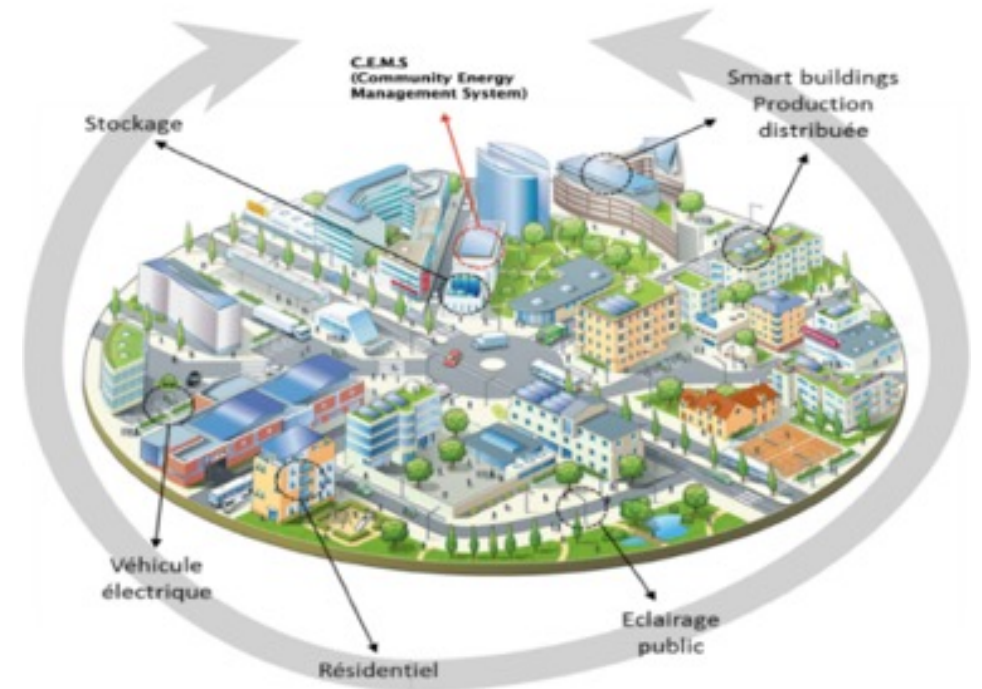 C.E.M.S
(Community Energy
Management System)
Smart buildings
Production
distribuée
Stockage
Véhicule
électrique
Eclairage
public
Résidentiel